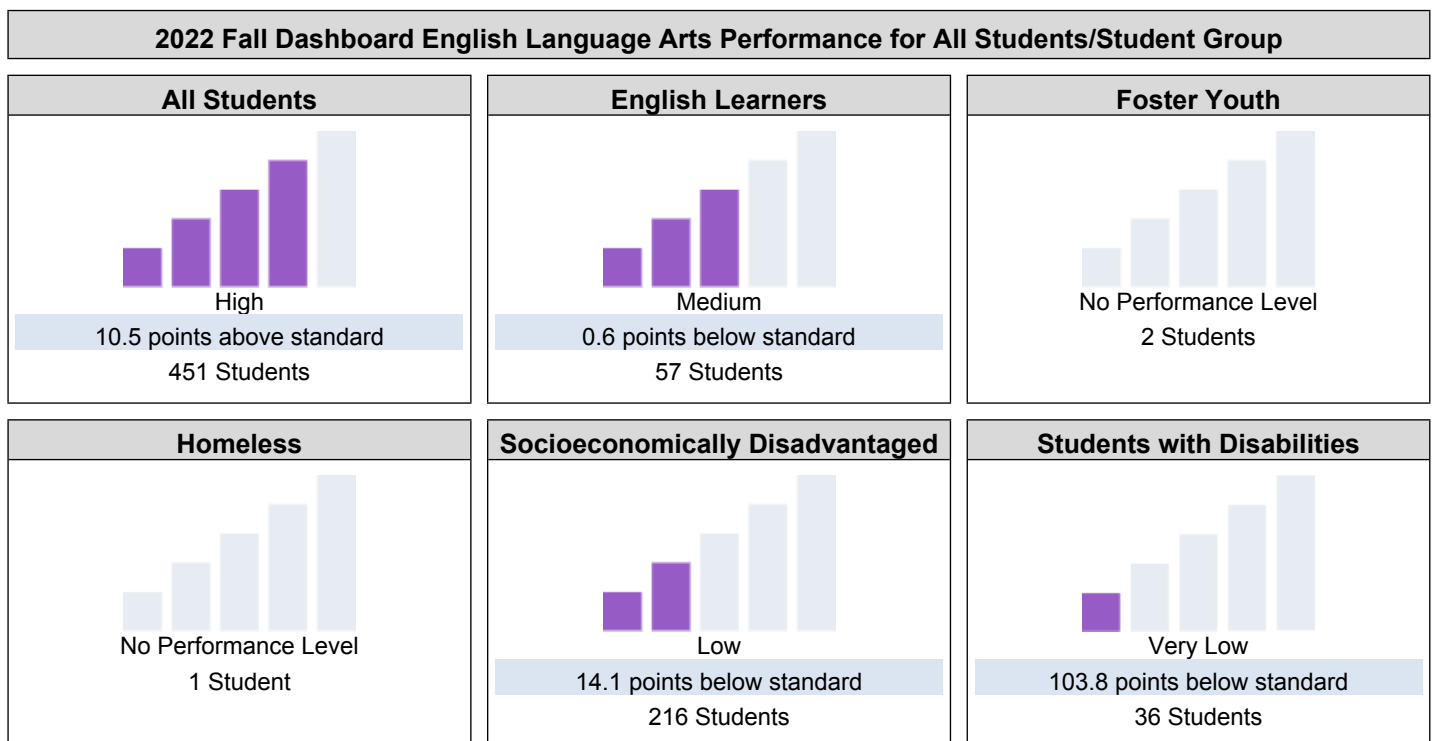 2022 Fall Dashboard English Language Arts Performance for All Students/Student Group
All Students
High
10.5 points above standard
451 Students
English Learners
Medium
0.6 points below standard
57 Students
Foster Youth
No Performance Level
2 Students
Homeless
No Performance Level
1 Student
Socioeconomically Disadvantaged
Low
14.1 points below standard
216 Students
Students with Disabilities
Very Low
103.8 points below standard
36 Students